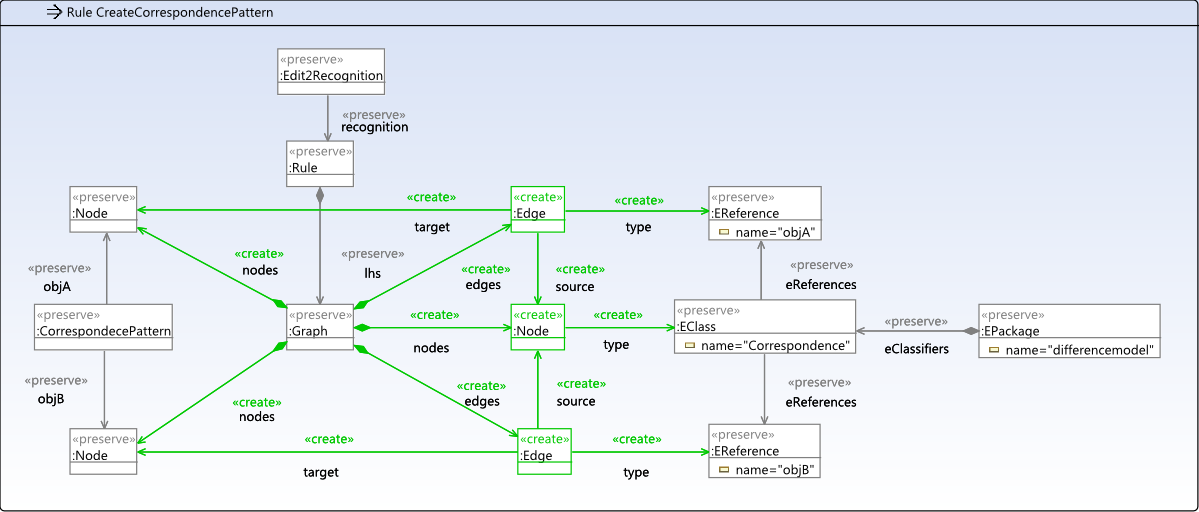 Rule CreateCorrespondencePattern
«preserve»
:Edit2Recognition
«preserve»
recognition
«preserve»
:Rule
«preserve»
:Node
«create»
target
«create»
:Edge
«create»
type
«preserve»
:EReference
name="objA"
«preserve»
objA
«create»
nodes
«preserve»
lhs
«create»
edges
«create»
source
«preserve»
eReferences
«preserve»
:CorrespondecePattern
«preserve»
:Graph
«create»
nodes
«create»
:Node
«create»
type
«preserve»
:EClass
name="Correspondence"
«preserve»
eClassifiers
«preserve»
:EPackage
name="differencemodel"
«preserve»
objB
«create»
nodes
«create»
edges
«create»
source
«preserve»
eReferences
«preserve»
:Node
«create»
target
«create»
:Edge
«create»
type
«preserve»
:EReference
name="objB"